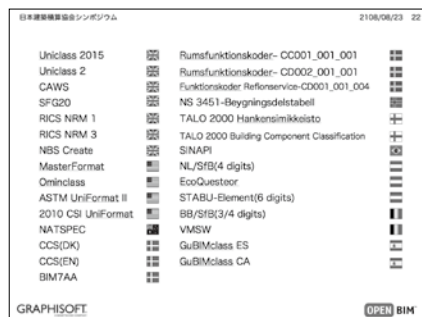 日本建築積算協会シンポジウム
2108/08/23 22
Uniclass 2015
Uniclass 2
CAWS
SFG20
RICS NRM 1
RICS NRM 3
NBS Create
MasterFormat
Ominclass
ASTM UniFormat II
2010 CSI UniFormat
NATSPEC
CCS(DK)
CCS(EN)
BIM7AA
Rumsfunktionskoder- CC001_001_001
Rumsfunktionskoder- CD002_001_001
Funktionskoder Reflonservice-CD001_001_004
NS 3451-Beygningsdelstabell
TALO 2000 Hankensimikkeisto
TALO 2000 Building Component Classification
SINAPI
NL/SfB(4 digits)
EcoQuesteor
STABU-Element(6 digits)
BB/SfB(3/4 digits)
VMSW
GuBIMclass ES
GuBIMclass CA
GRAPHISOFT.
OPEN BIM